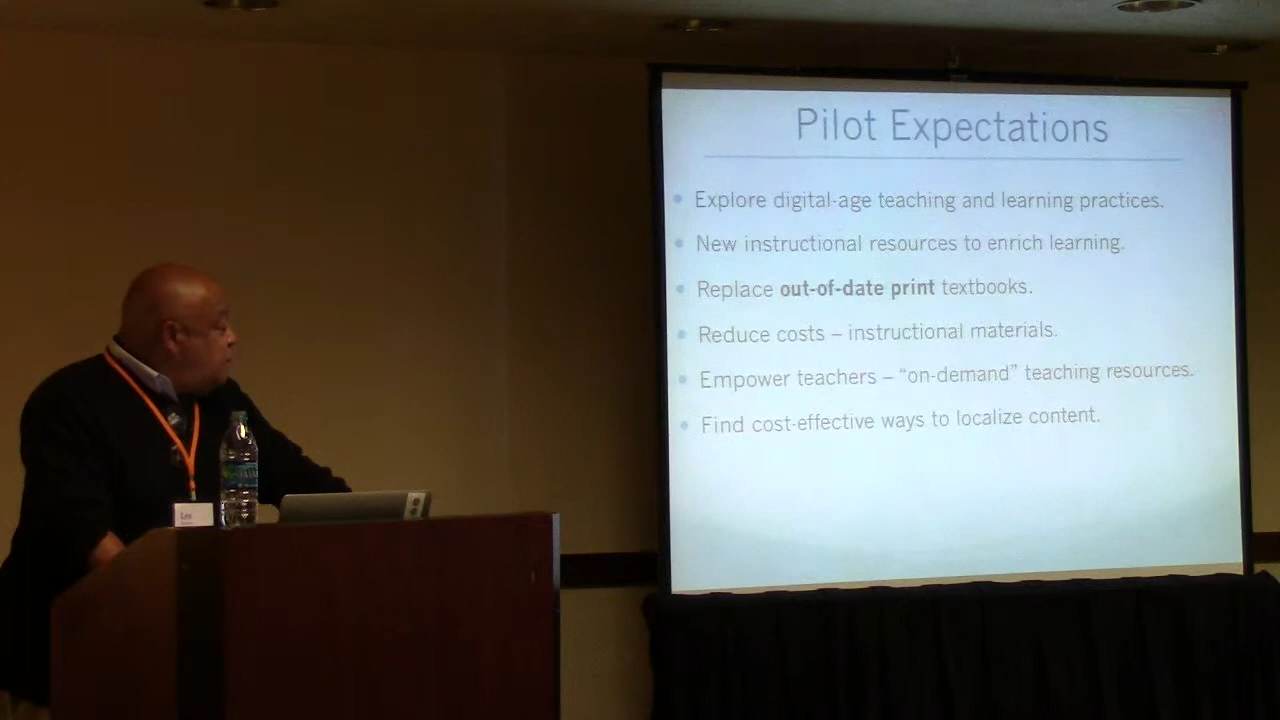 Pilot Expectations
• Explore digital-age teaching and learning practices.
• New instructional resources to enrich learning.
• Replace out-of-date print textbooks.
• Reduce costs – instructional materials.
• Empower teachers – “on-demand” teaching resources.
• Find cost-effective ways to localize content.
Les